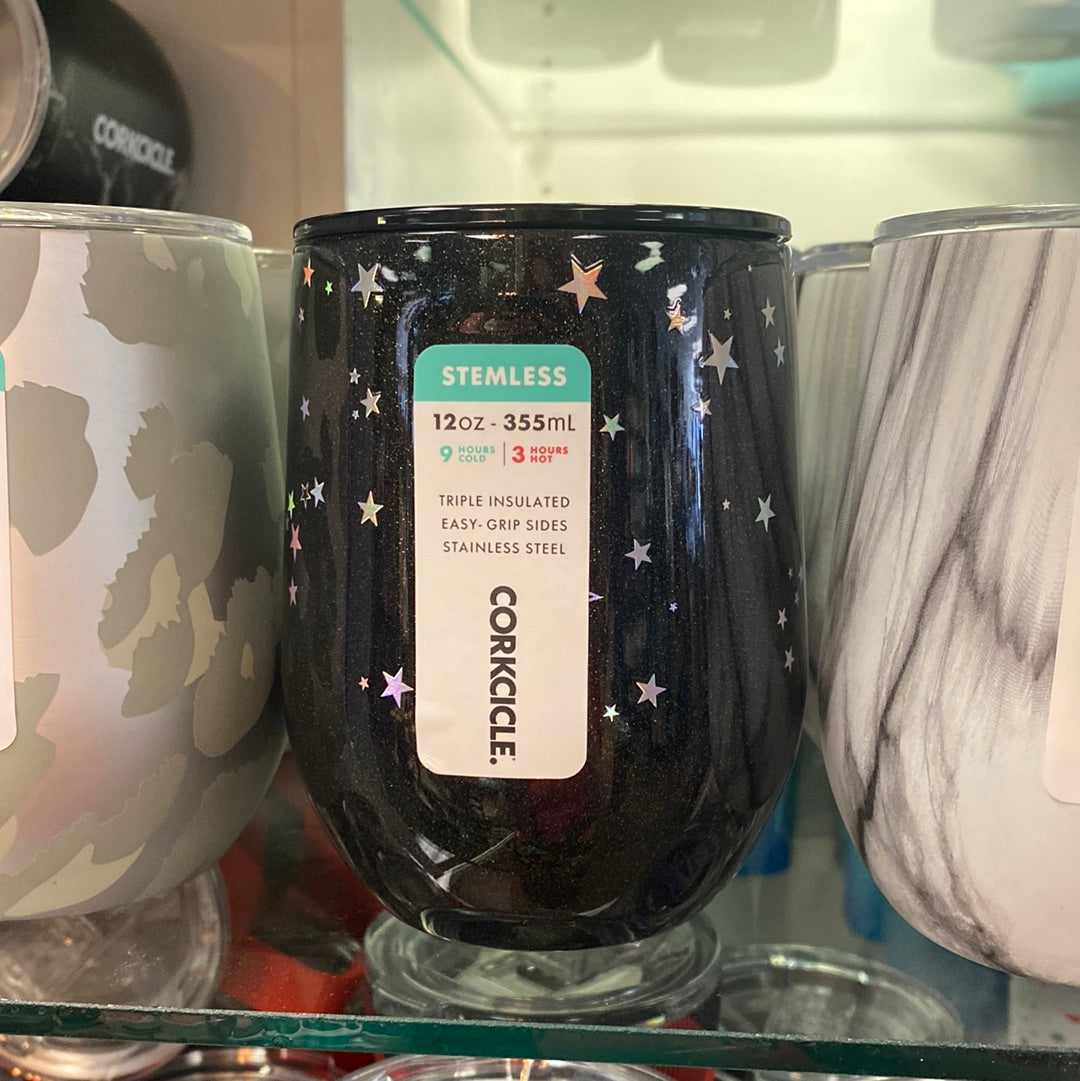 CORKCICLE
STEMLESS
12oz - 355mL
9 HOURS COLD | 3 HOURS HOT
TRIPLE INSULATED
EASY- GRIP SIDES
STAINLESS STEEL
CORKCICLE.